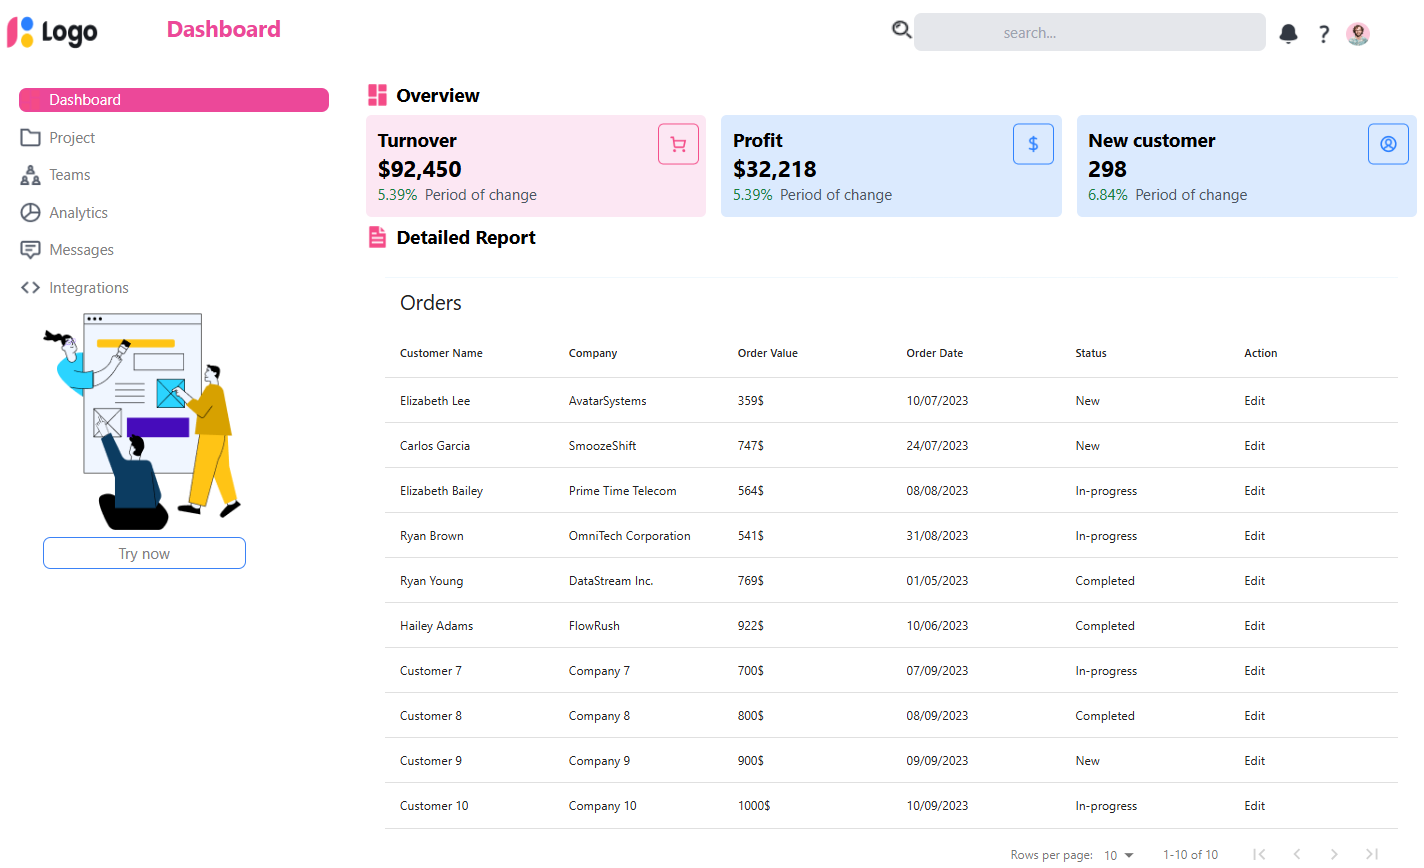 Logo
Dashboard
search...
?
Dashboard
Project
Teams
Analytics
Messages
Integrations
Try now
Overview
Turnover
$92,450
5.39% Period of change
Profit
$
$32,218
5.39% Period of change
New customer
298
6.84% Period of change
Detailed Report
Orders
Customer Name Company Order Value Order Date Status Action
Elizabeth Lee AvatarSystems 359$ 10/07/2023 New Edit
Carlos Garcia SmoozeShift 747$ 24/07/2023 New Edit
Elizabeth Bailey Prime Time Telecom 564$ 08/08/2023 In-progress Edit
Ryan Brown OmniTech Corporation 541$ 31/08/2023 In-progress Edit
Ryan Young DataStream Inc. 769$ 01/05/2023 Completed Edit
Hailey Adams FlowRush 922$ 10/06/2023 Completed Edit
Customer 7 Company 7 700$ 07/09/2023 In-progress Edit
Customer 8 Company 8 800$ 08/09/2023 Completed Edit
Customer 9 Company 9 900$ 09/09/2023 New Edit
Customer 10 Company 10 1000$ 10/09/2023 In-progress Edit
Rows per page: 10 1-10 of 10